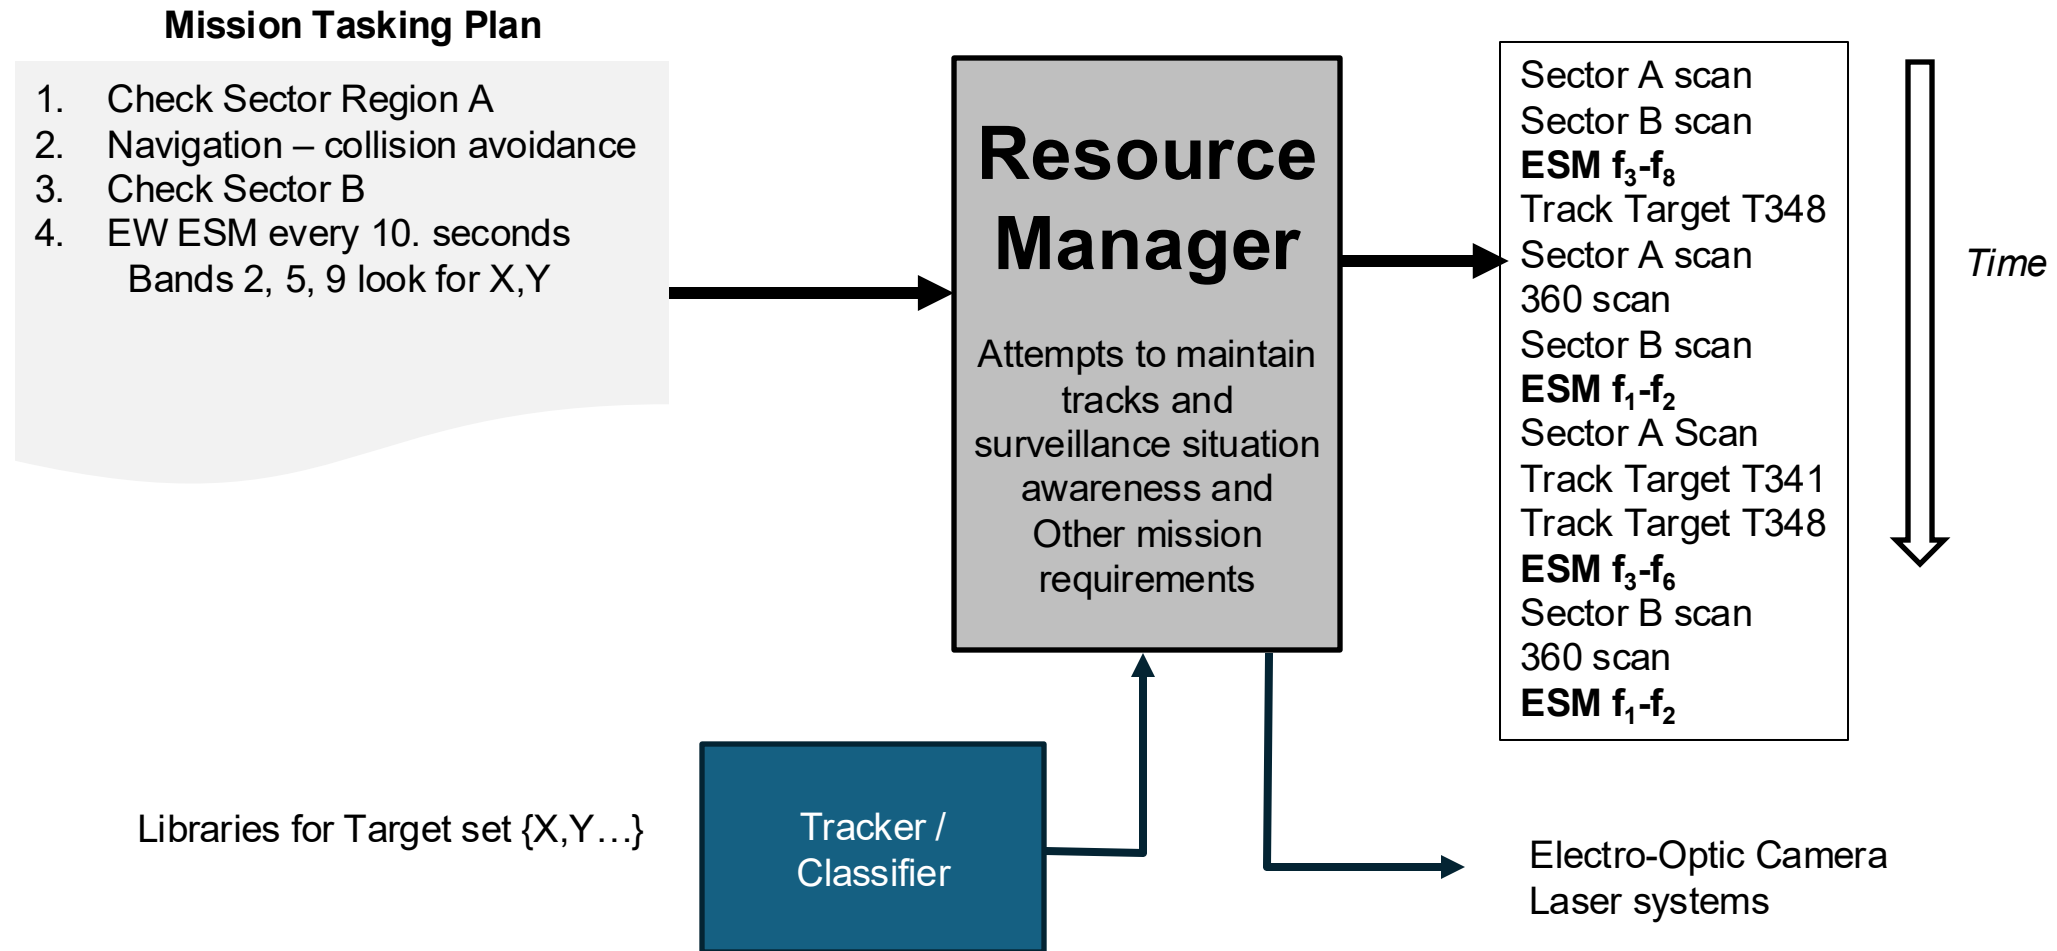 Mission Tasking Plan
1. Check Sector Region A
2. Navigation – collision avoidance
3. Check Sector B
4. EW ESM every 10. seconds
Bands 2, 5, 9 look for X,Y
Resource
Manager
Attempts to maintain
tracks and
surveillance situation
awareness and
Other mission
requirements
Sector A scan
Sector B scan
ESM f₃-f₈
Track Target T348
Sector A scan
360 scan
Sector B scan
ESM f₁-f₂
Sector A Scan
Track Target T341
Track Target T348
ESM f₃-f₆
Sector B scan
360 scan
ESM f₁-f₂
Time
Libraries for Target set {X,Y…}
Tracker /
Classifier
Electro-Optic Camera
Laser systems